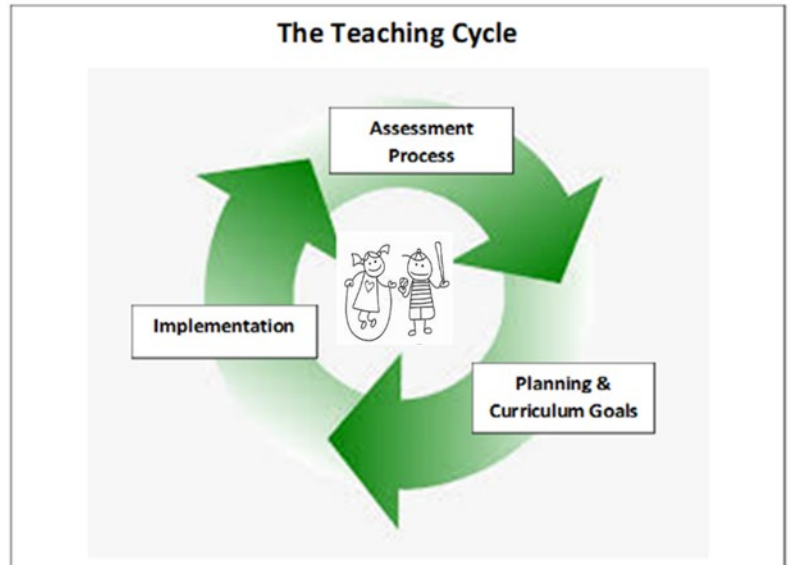 The Teaching Cycle
Assessment
Process
Implementation
Planning &
Curriculum Goals